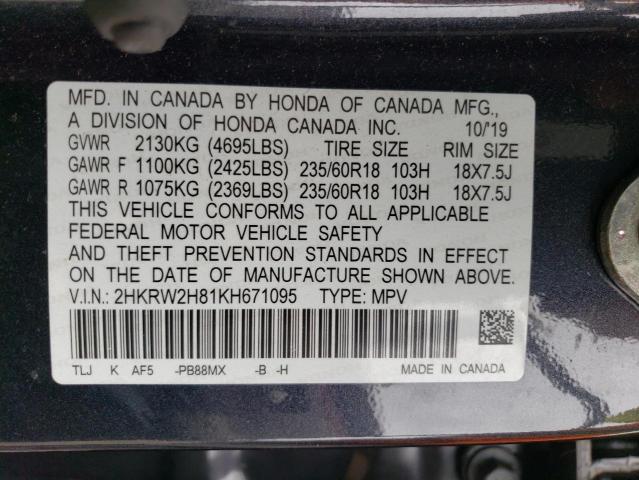 MFD. IN CANADA BY HONDA OF CANADA MFG.,
A DIVISION OF HONDA CANADA INC. 10/'19
GVWR 2130KG (4695LBS) TIRE SIZE RIM SIZE
GAWR F 1100KG (2425LBS) 235/60R18 103H 18X7.5J
GAWR R 1075KG (2369LBS) 235/60R18 103H 18X7.5J
THIS VEHICLE CONFORMS TO ALL APPLICABLE
FEDERAL MOTOR VEHICLE SAFETY
AND THEFT PREVENTION STANDARDS IN EFFECT
ON THE DATE OF MANUFACTURE SHOWN ABOVE.
V.I.N.: 2HKRW2H81KH671095 TYPE: MPV
TLJ K AF5 -PB88MX -B -H MADE IN CANADA